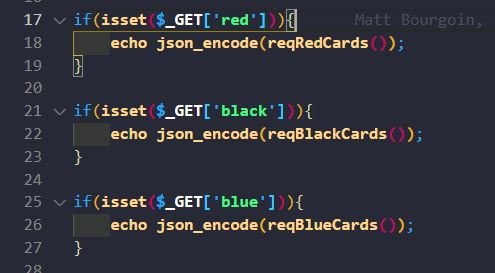 17 if(isset($_GET['red'])){ Matt Bourgoin,
18 echo json_encode(reqRedCards());
19 }
20
21 if(isset($_GET['black'])){
22 echo json_encode(reqBlackCards());
23 }
24
25 if(isset($_GET['blue'])){
26 echo json_encode(reqBlueCards());
27 }
28